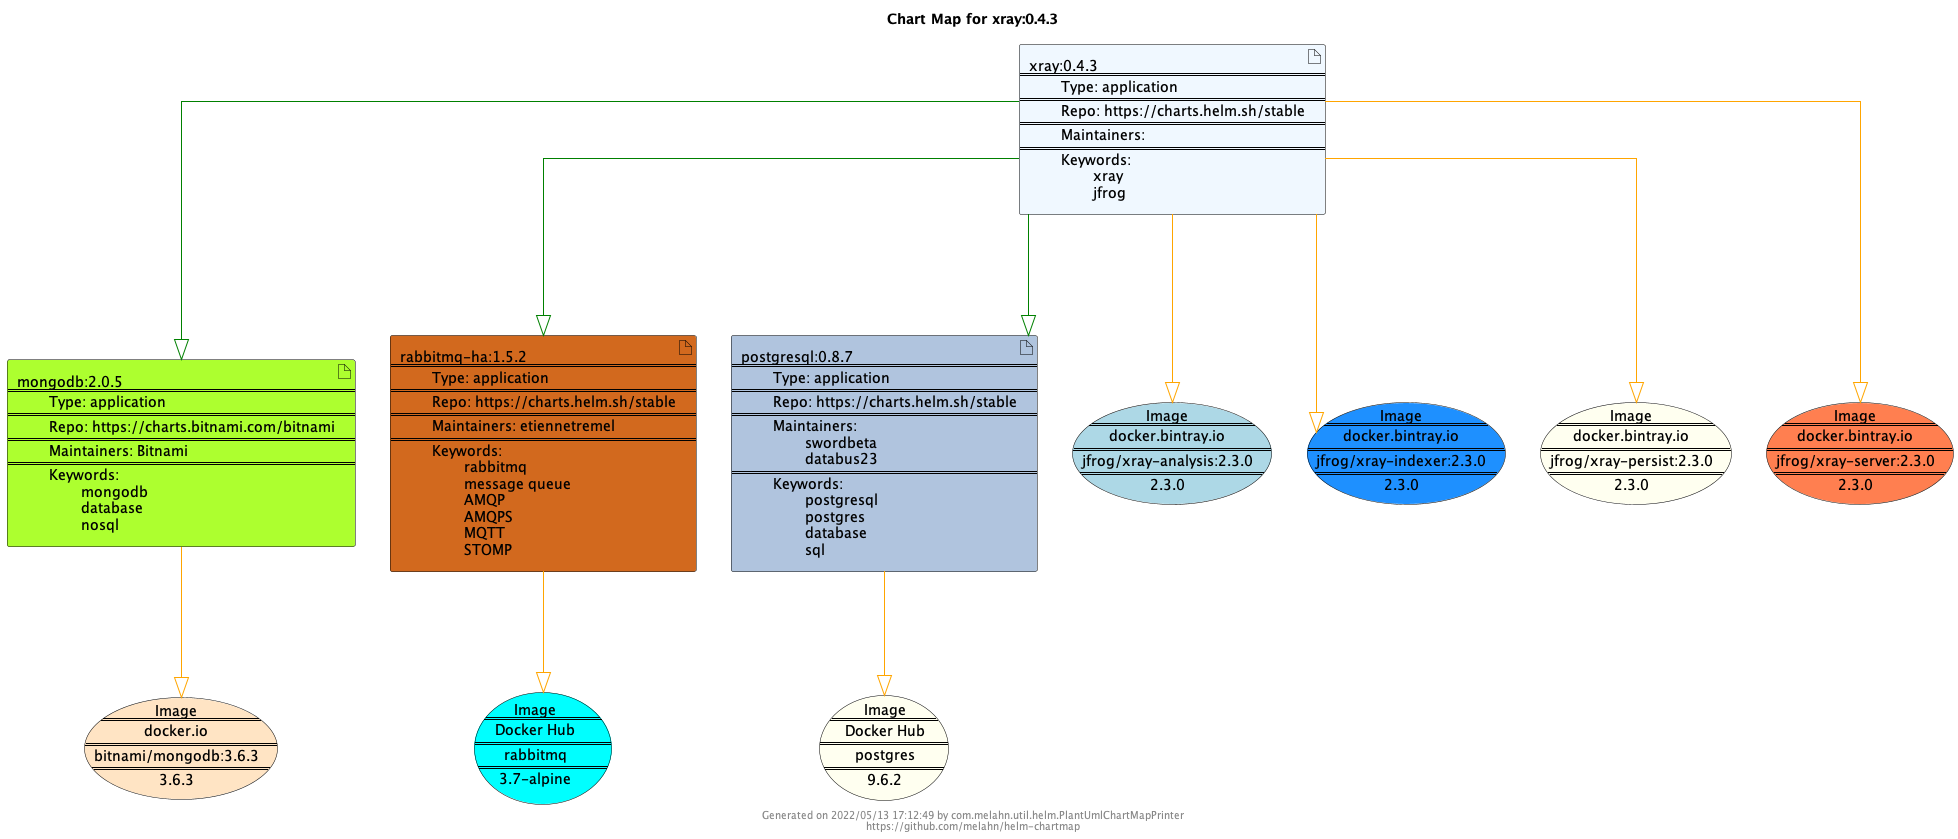 Chart Map for xray:0.4.3
xray:0.4.3
Type: application
Repo: https://charts.helm.sh/stable
Maintainers:
Keywords:
xray
jfrog
mongodb:2.0.5
Type: application
Repo: https://charts.bitnami.com/bitnami
Maintainers: Bitnami
Keywords:
mongodb
database
nosql
rabbitmq-ha:1.5.2
Type: application
Repo: https://charts.helm.sh/stable
Maintainers: etiennetremel
Keywords:
rabbitmq
message queue
AMQP
AMQPS
MQTT
STOMP
postgresql:0.8.7
Type: application
Repo: https://charts.helm.sh/stable
Maintainers:
swordbeta
databus23
Keywords:
postgresql
postgres
database
sql
Image
docker.bintray.io
jfrog/xray-analysis:2.3.0
2.3.0
Image
docker.bintray.io
jfrog/xray-indexer:2.3.0
2.3.0
Image
docker.bintray.io
jfrog/xray-persist:2.3.0
2.3.0
Image
docker.bintray.io
jfrog/xray-server:2.3.0
2.3.0
Image
docker.io
bitnami/mongodb:3.6.3
3.6.3
Image
Docker Hub
rabbitmq
3.7-alpine
Image
Docker Hub
postgres
9.6.2
Generated on 2022/05/13 17:12:49 by com.melahn.util.helm.PlantUmlChartMapPrinter
https://github.com/melahn/helm-chartmap